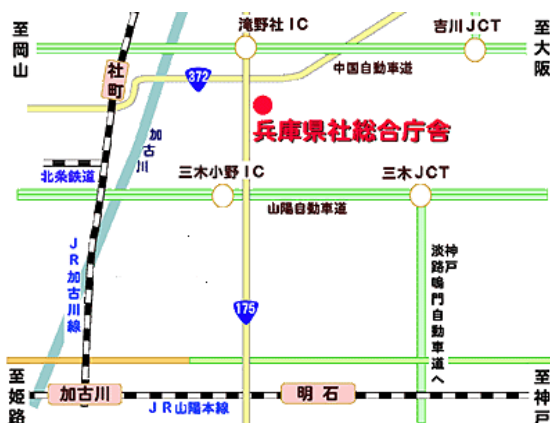 至岡山
滝野社IC
吉川JCT
至大阪
社町
372
中国自動車道
兵庫県社総合庁舎
加古川
北条鉄道
三木小野IC
三木JCT
山陽自動車道
JR加古川線
175
神戸
淡路鳴門自動車道へ
至姫路
加古川
JR山陽本線
明石
至神戸